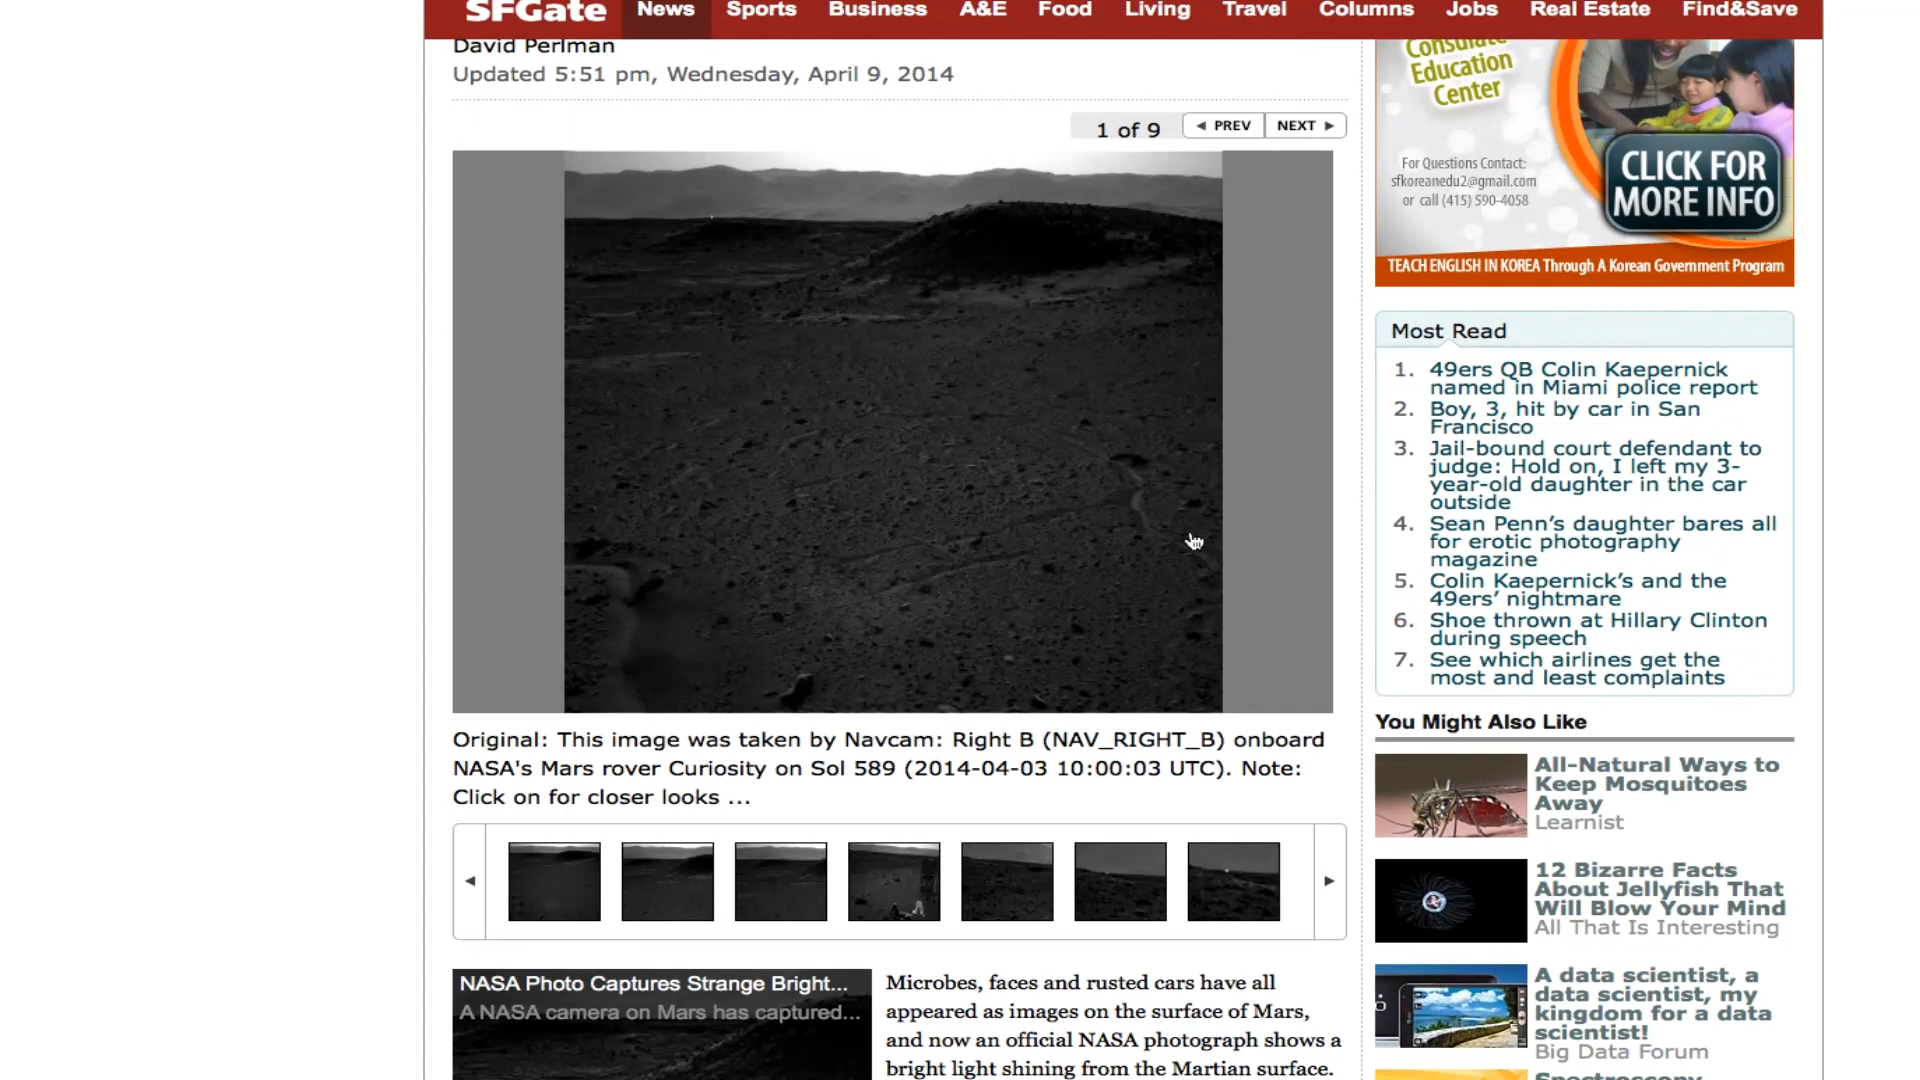 SFGate
News
Sports
Business
A&E
Food
Living
Travel
Columns
Jobs
Real Estate
Find&Save
David Perlman
Updated 5:51 pm, Wednesday, April 9, 2014
1 of 9
◄ PREV
NEXT ►
Original: This image was taken by Navcam: Right B (NAV_RIGHT_B) onboard
NASA's Mars rover Curiosity on Sol 589 (2014-04-03 10:00:03 UTC). Note:
Click on for closer looks ...
NASA Photo Captures Strange Bright...
A NASA camera on Mars has captured...
Microbes, faces and rusted cars have all
appeared as images on the surface of Mars,
and now an official NASA photograph shows a
bright light shining from the Martian surface.
Consulate
Education
Center
For Questions Contact:
sfkoreanedu2@gmail.com
or call (415) 590-4058
CLICK FOR
MORE INFO
TEACH ENGLISH IN KOREA Through A Korean Government Program
Most Read
1. 49ers QB Colin Kaepernick
named in Miami police report
2. Boy, 3, hit by car in San
Francisco
3. Jail-bound court defendant to
judge: Hold on, I left my 3-
year-old daughter in the car
outside
4. Sean Penn's daughter bares all
for erotic photography
magazine
5. Colin Kaepernick's and the
49ers' nightmare
6. Shoe thrown at Hillary Clinton
during speech
7. See which airlines get the
most and least complaints
You Might Also Like
All-Natural Ways to
Keep Mosquitoes
Away
Learnist
12 Bizarre Facts
About Jellyfish That
Will Blow Your Mind
All That Is Interesting
A data scientist, a
data scientist, my
kingdom for a data
scientist!
Big Data Forum
Spectroscopy